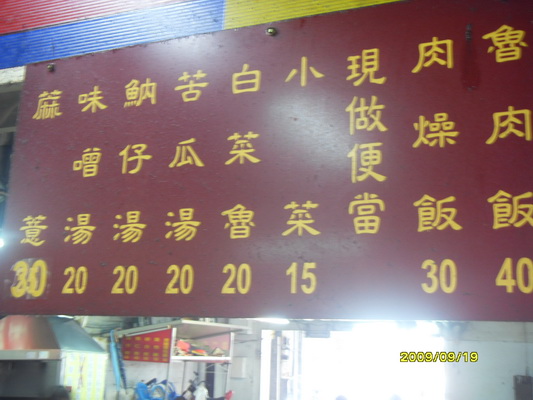 魯肉飯 40
肉燥飯 30
現做便當
小菜 15
白菜魯 20
苦瓜湯 20
魩仔湯 20
味噌湯 20
蔴薏 30
2009/09/19